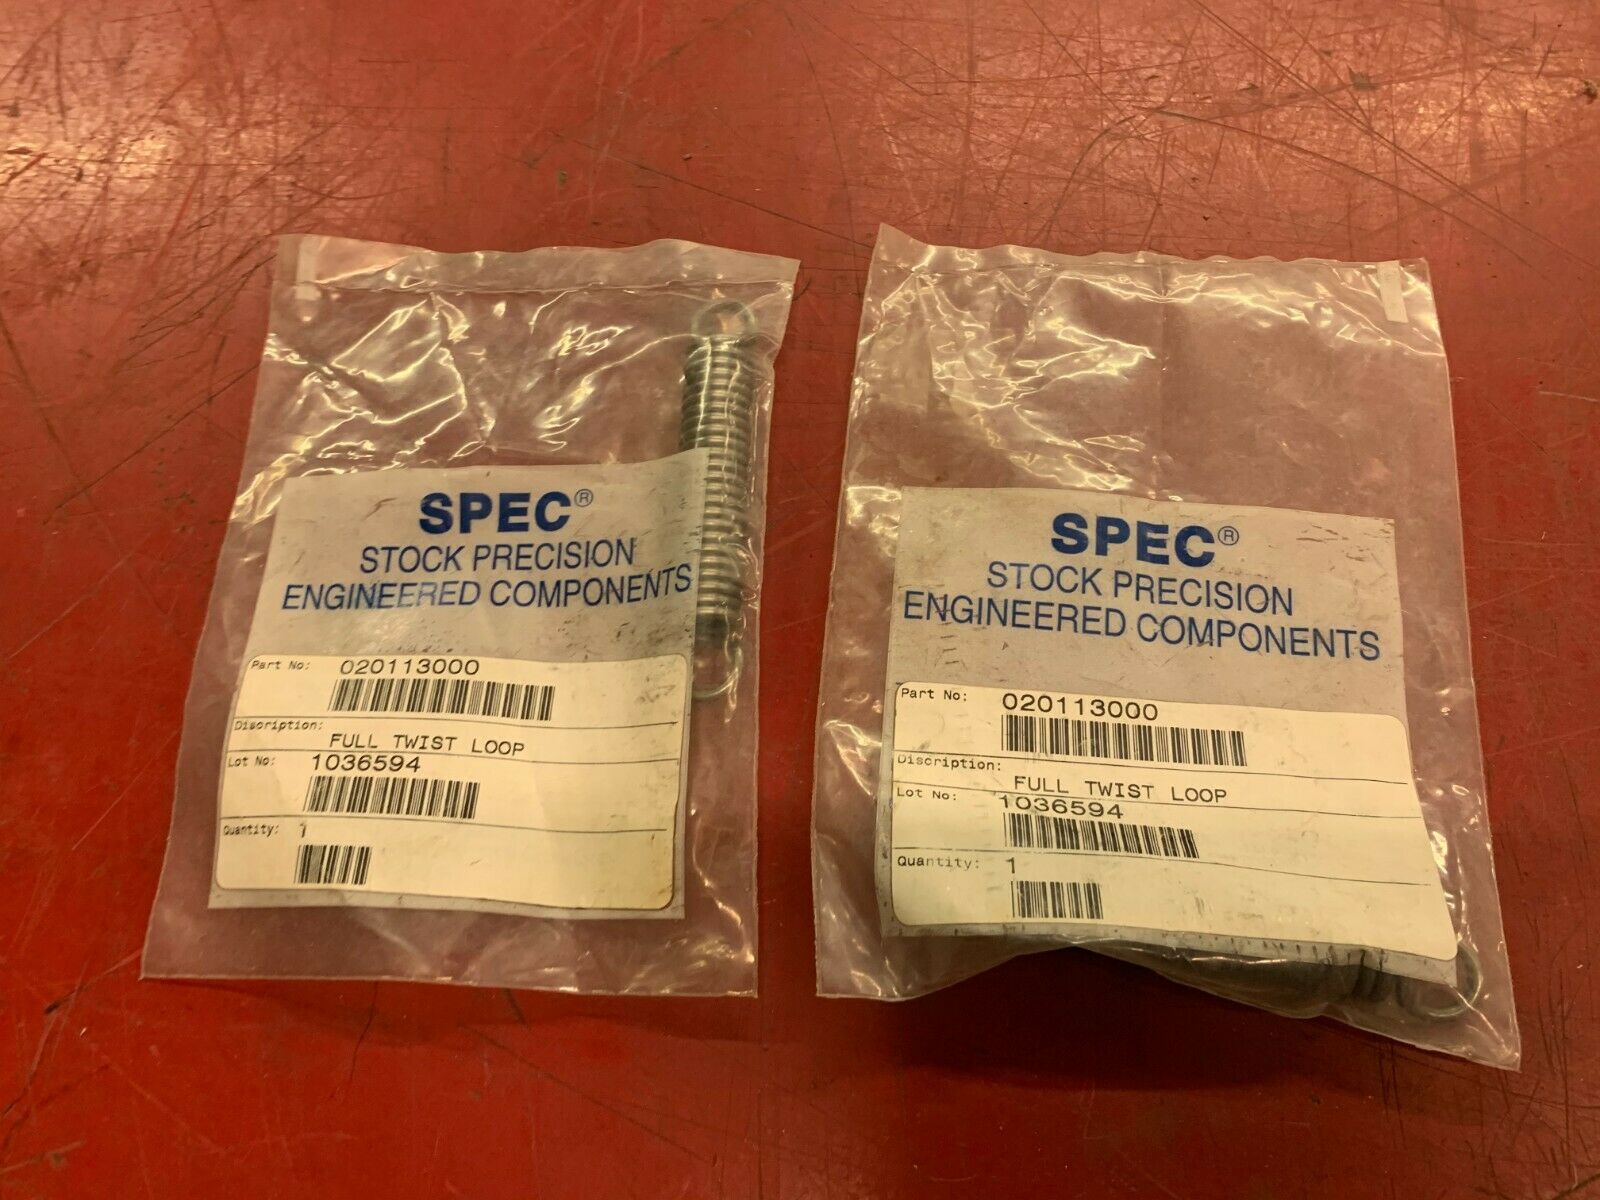 SPEC®
STOCK PRECISION
ENGINEERED COMPONENTS
Part No: 020113000
Discription:
FULL TWIST LOOP
Lot No: 1036594
Quantity: 1
SPEC®
STOCK PRECISION
ENGINEERED COMPONENTS
Part No: 020113000
Discription:
FULL TWIST LOOP
Lot No: 1036594
Quantity: 1